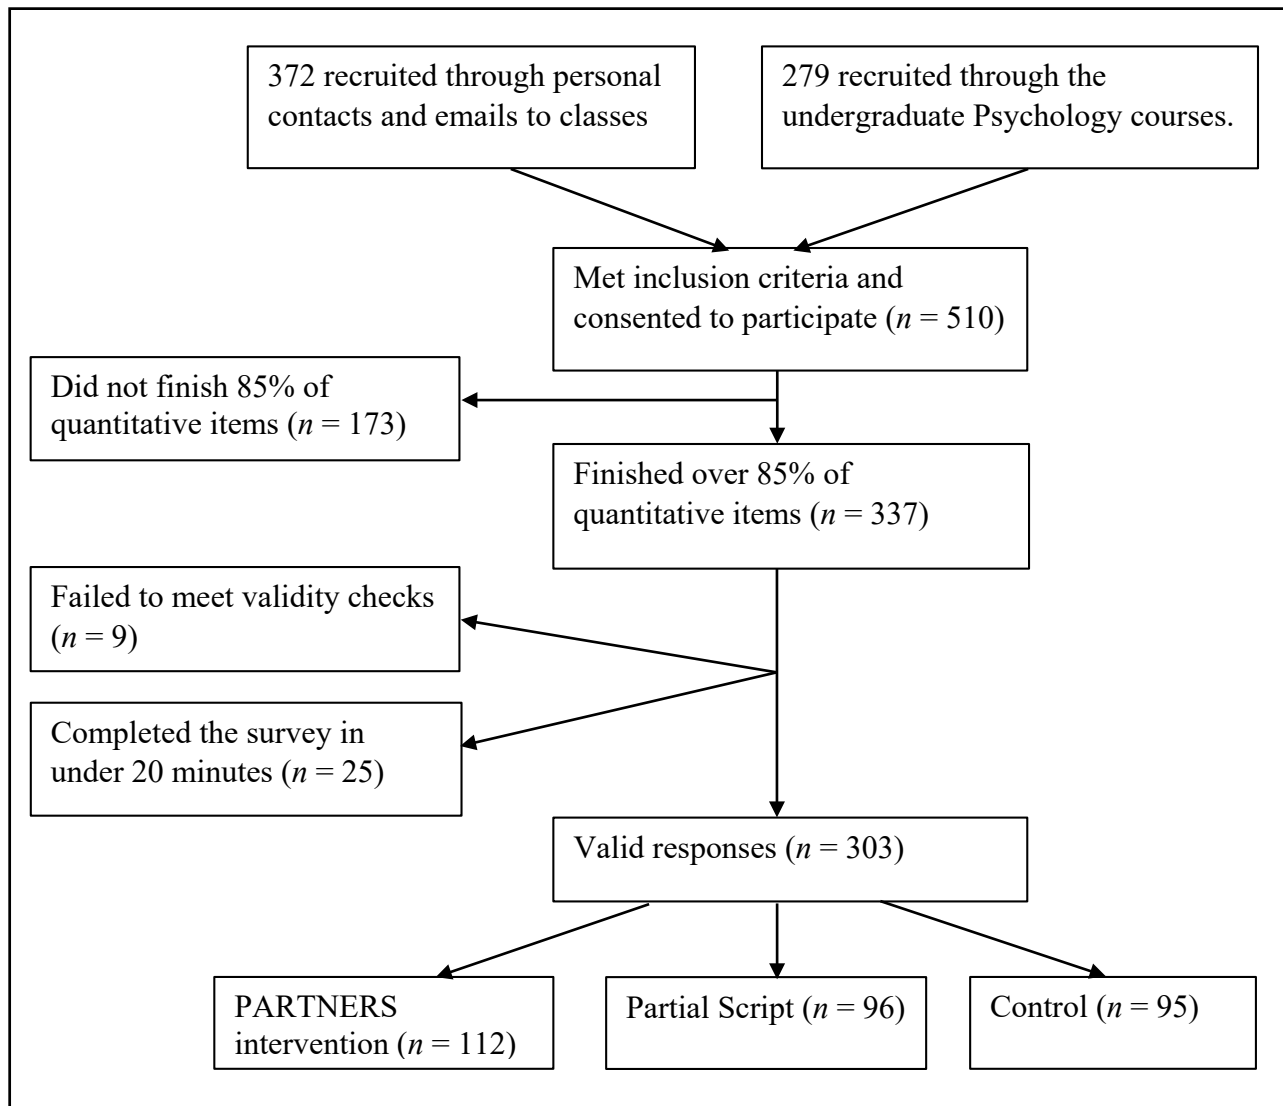 372 recruited through personal
contacts and emails to classes
279 recruited through the
undergraduate Psychology courses.
Met inclusion criteria and
consented to participate (n = 510)
Did not finish 85% of
quantitative items (n = 173)
Finished over 85% of
quantitative items (n = 337)
Failed to meet validity checks
(n = 9)
Completed the survey in
under 20 minutes (n = 25)
Valid responses (n = 303)
PARTNERS
intervention (n = 112)
Partial Script (n = 96)
Control (n = 95)